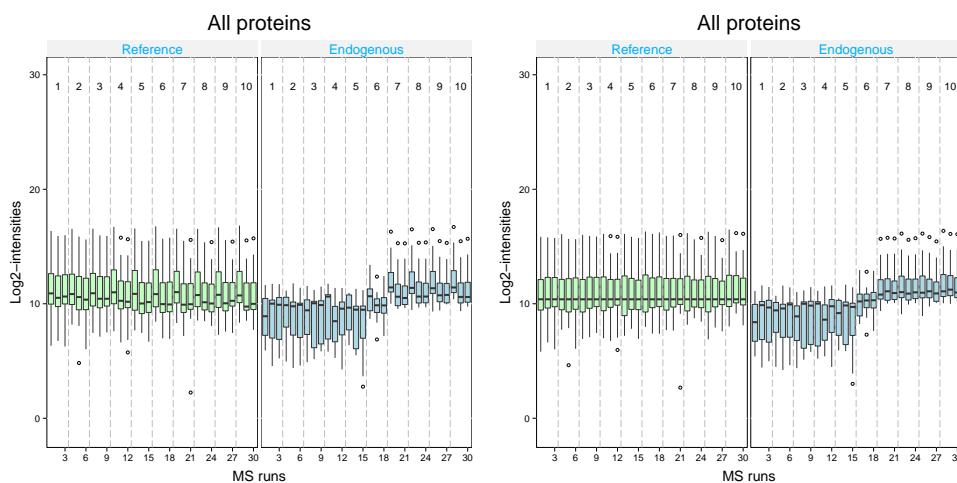 All proteins
Reference Endogenous
30
1 2 3 4 5 6 7 8 9 10 1 2 3 4 5 6 7 8 9 10
20
Log2−intensities
10
0
3 6 9 12 15 18 21 24 27 30 3 6 9 12 15 18 21 24 27 30
MS runs
All proteins
Reference Endogenous
30
1 2 3 4 5 6 7 8 9 10 1 2 3 4 5 6 7 8 9 10
20
Log2−intensities
10
0
3 6 9 12 15 18 21 24 27 30 3 6 9 12 15 18 21 24 27 30
MS runs